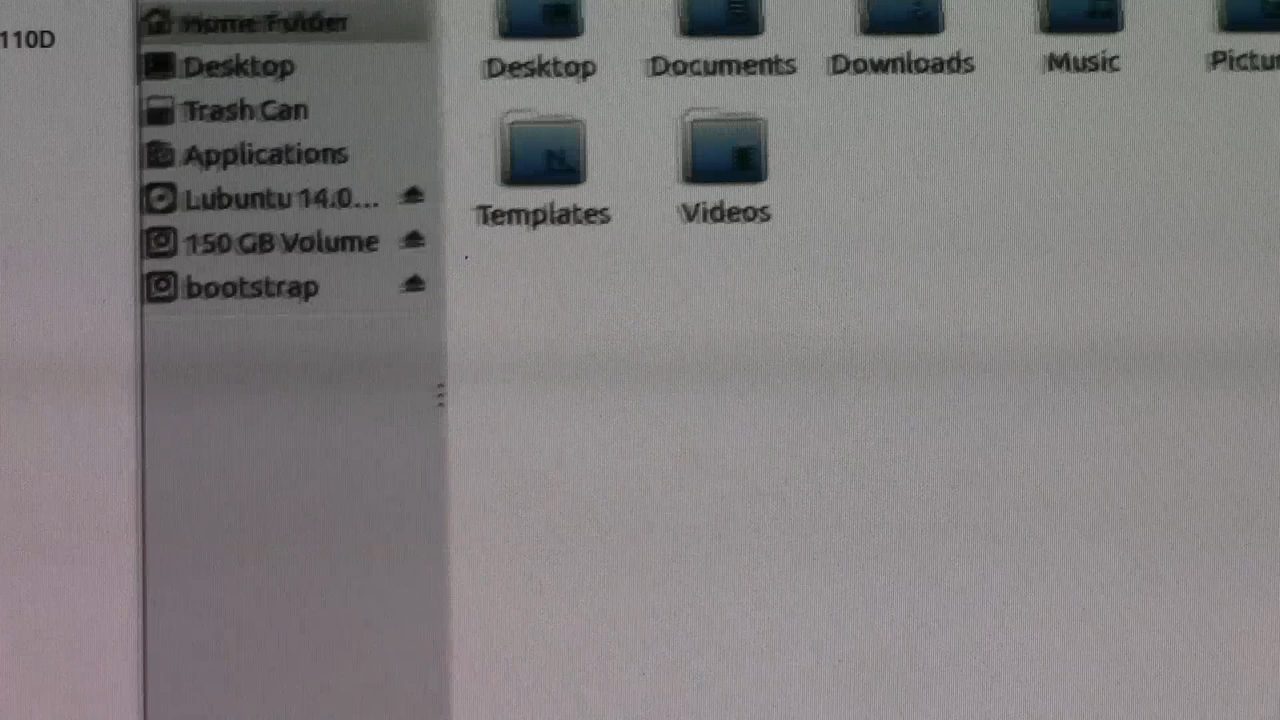 110D
Home Folder
Desktop
Trash Can
Applications
Lubuntu 14.0...
150 GB Volume
bootstrap
Desktop
Documents
Downloads
Music
Pictu
Templates
Videos